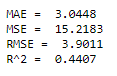 MAE =  3.0448
MSE =  15.2183
RMSE =  3.9011
R^2 =  0.4407